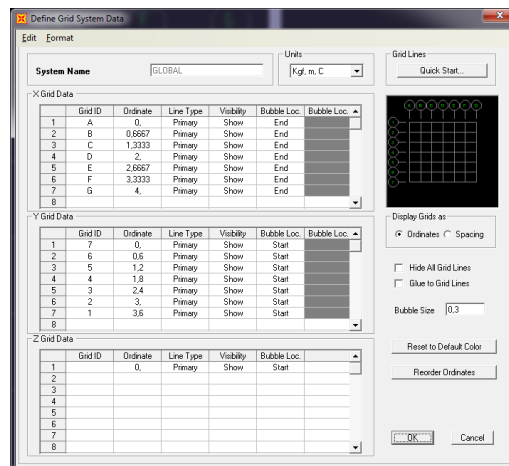 Define Grid System Data
Edit Format
System Name GLOBAL
Units
Kgf, m, C
Grid Lines
Quick Start...
X Grid Data
Grid ID Ordinate Line Type Visibility Bubble Loc. Bubble Loc.
1 A 0, Primary Show End
2 B 0,6667 Primary Show End
3 C 1,3333 Primary Show End
4 D 2, Primary Show End
5 E 2,6667 Primary Show End
6 F 3,3333 Primary Show End
7 G 4, Primary Show End
8
Y Grid Data
Grid ID Ordinate Line Type Visibility Bubble Loc. Bubble Loc.
1 7 0, Primary Show Start
2 6 0,6 Primary Show Start
3 5 1,2 Primary Show Start
4 4 1,8 Primary Show Start
5 3 2,4 Primary Show Start
6 2 3, Primary Show Start
7 1 3,6 Primary Show Start
8
Z Grid Data
Grid ID Ordinate Line Type Visibility Bubble Loc.
1 0, Primary Show Start
2
3
4
5
6
7
8
Display Grids as
Ordinates Spacing
Hide All Grid Lines
Glue to Grid Lines
Bubble Size 0,3
Reset to Default Color
Reorder Ordinates
OK Cancel